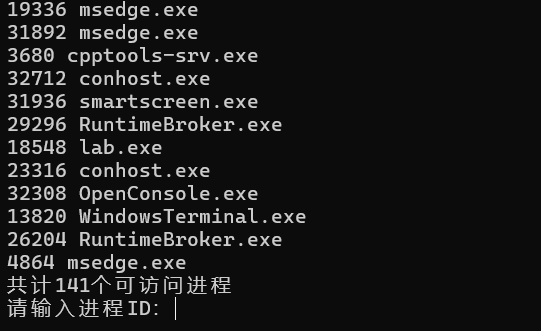 19336 msedge.exe
31892 msedge.exe
3680 cpptools-srv.exe
32712 conhost.exe
31936 smartscreen.exe
29296 RuntimeBroker.exe
18548 lab.exe
23316 conhost.exe
32308 OpenConsole.exe
13820 WindowsTerminal.exe
26204 RuntimeBroker.exe
4864 msedge.exe
共计141个可访问进程
请输入进程ID: